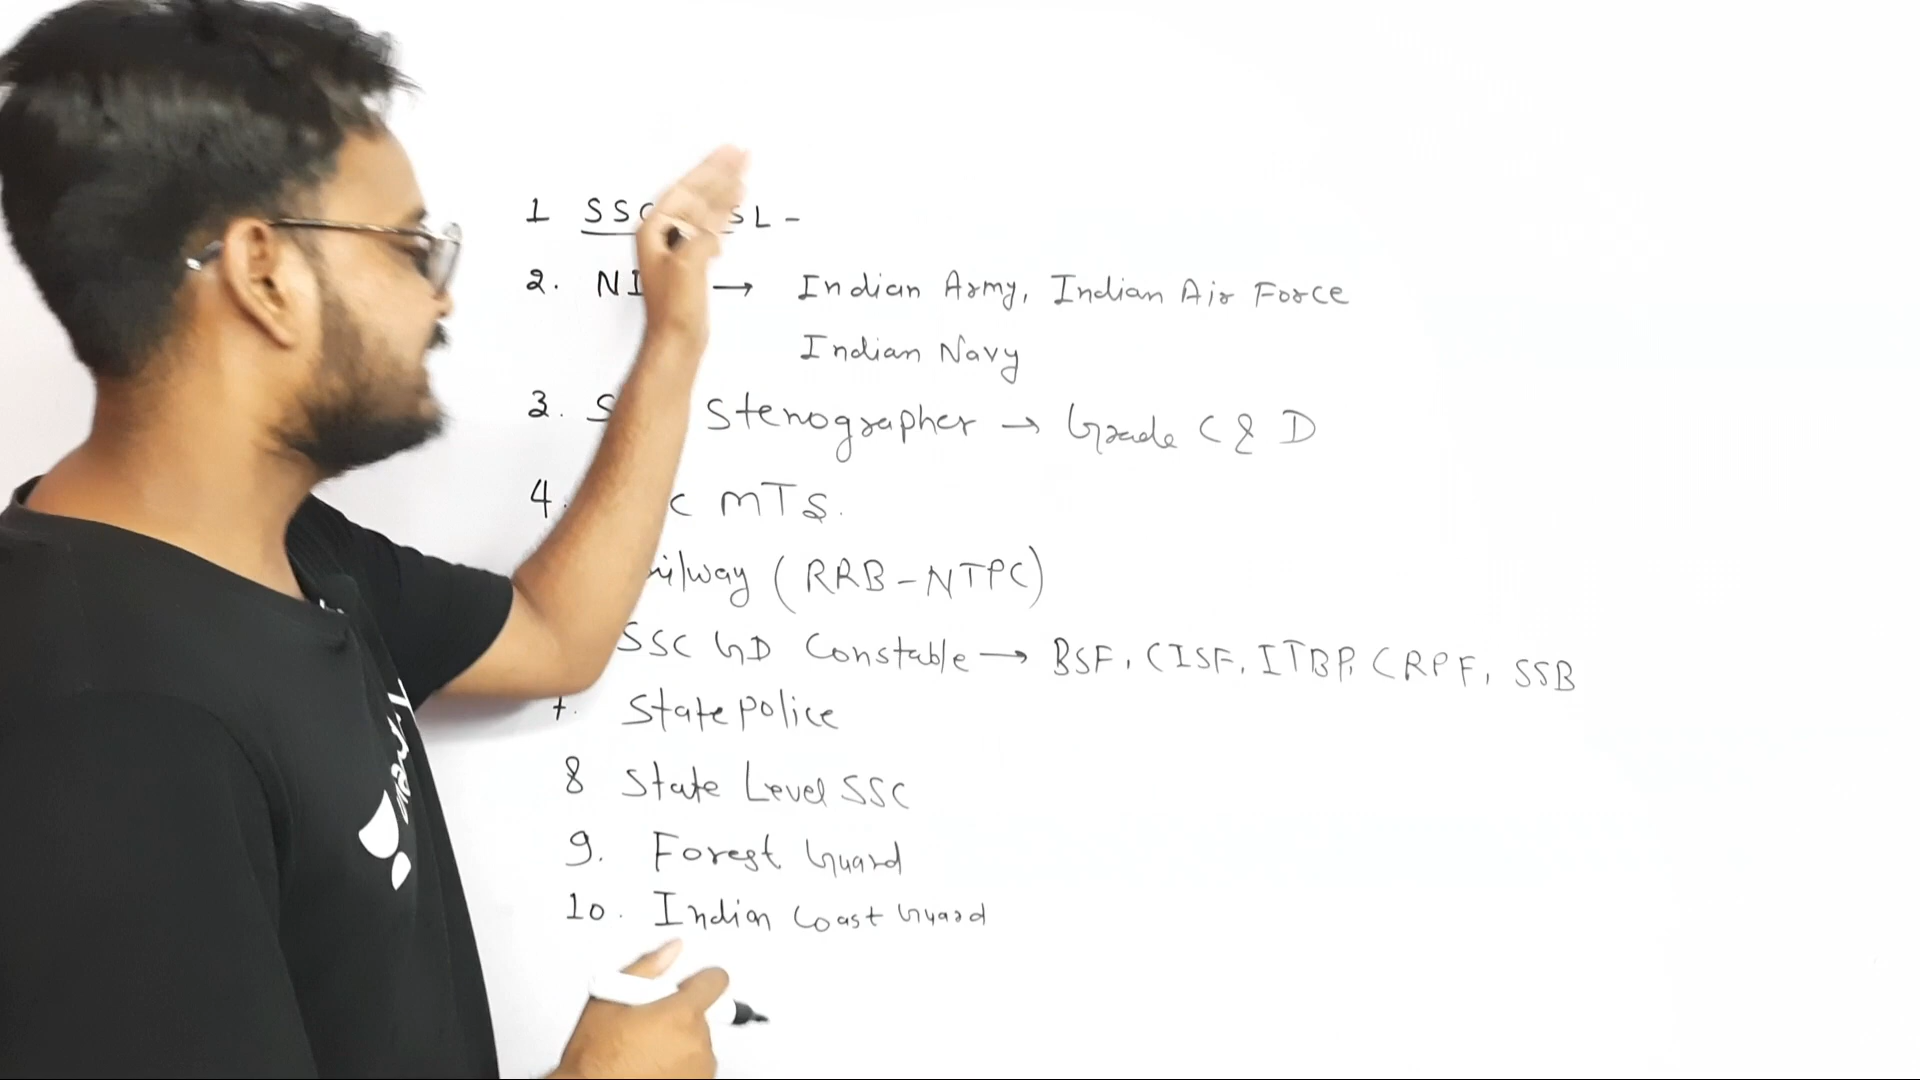 1 SSC SL -
2. → Indian Army, Indian Air Force
Indian Navy
3. Stenographer → Grade C & D
4. MTS.
(RRB-NTPC)
SSC GD Constable → BSF, CISF, ITBP, CRPF, SSB
7. State police
8 State Level SSC
9. Forest Guard
10. Indian Coast Guard